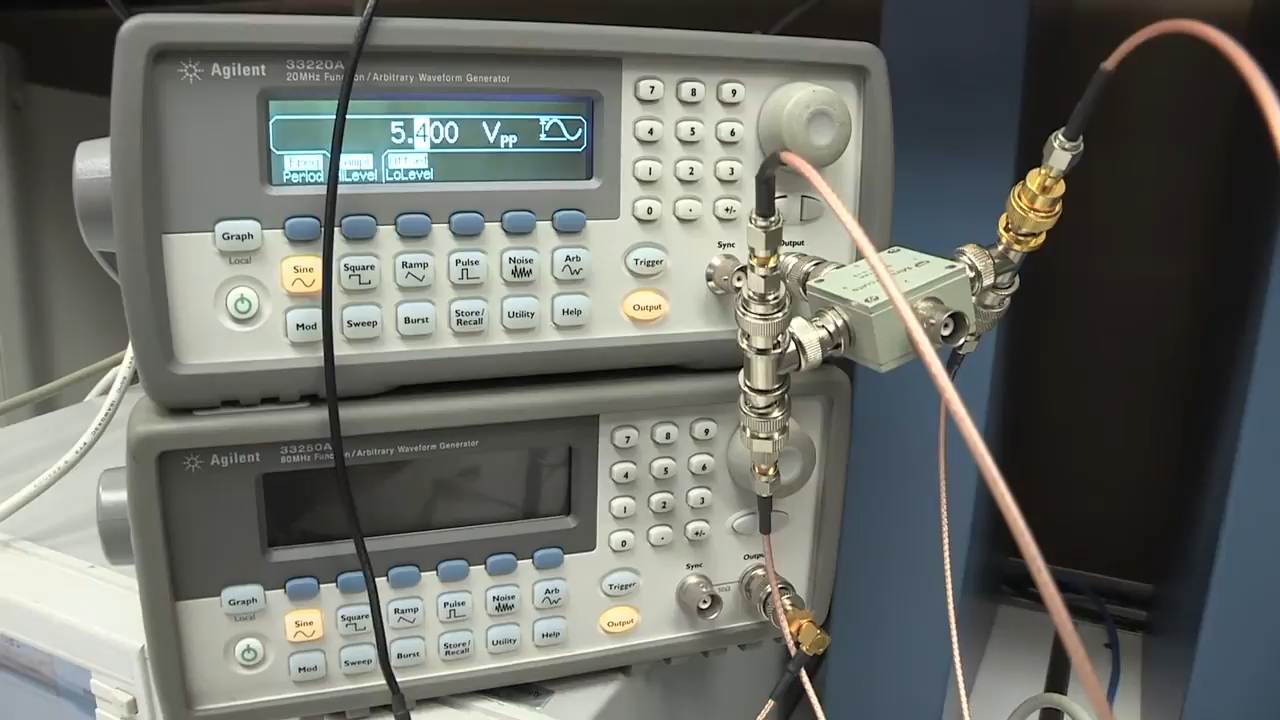 Agilent
33220A
20MHz Function/Arbitrary Waveform Generator
5.400 VPP
Offset
Period
LoLevel
7 8 9
4 5 6
1 2 3
0 . +/-
Graph
Local
Sine
Square
Ramp
Pulse
Noise
Arb
Trigger
Mod
Sweep
Burst
Store/
Recall
Utility
Help
Output
Sync
Output
Agilent
33250A
80MHz Function/Arbitrary Waveform Generator
7 8 9
4 5 6
1 2 3
0 . +/-
Graph
Local
Sine
Square
Ramp
Pulse
Noise
Arb
Trigger
Mod
Sweep
Burst
Store/
Recall
Utility
Help
Output
Sync
50Ω